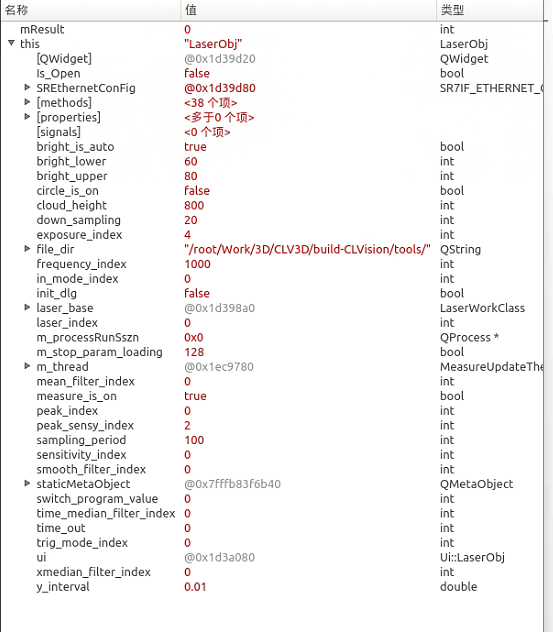 名称 值 类型
mResult 0 int
this "LaserObj" LaserObj
[QWidget] @0x1d39d20 QWidget
Is_Open false bool
SREthernetConFig @0x1d39d80 SR7IF_ETHERNET_
[methods] <38 个项>
[properties] <多于0 个项>
[signals] <0 个项>
bright_is_auto true bool
bright_lower 60 int
bright_upper 80 int
circle_is_on false bool
cloud_height 800 int
down_sampling 20 int
exposure_index 4 int
file_dir "/root/Work/3D/CLV3D/build-CLVision/tools/" QString
frequency_index 1000 int
in_mode_index 0 int
init_dlg false bool
laser_base @0x1d398a0 LaserWorkClass
laser_index 0 int
m_processRunSszn 0x0 QProcess *
m_stop_param_loading 128 bool
m_thread @0x1ec9780 MeasureUpdateThe
mean_filter_index 0 int
measure_is_on true bool
peak_index 0 int
peak_sensy_index 2 int
sampling_period 100 int
sensitivity_index 0 int
smooth_filter_index 0 int
staticMetaObject @0x7fffb83f6b40 QMetaObject
switch_program_value 0 int
time_median_filter_index 0 int
time_out 0 int
trig_mode_index 0 int
ui @0x1d3a080 Ui::LaserObj
xmedian_filter_index 0 int
y_interval 0.01 double